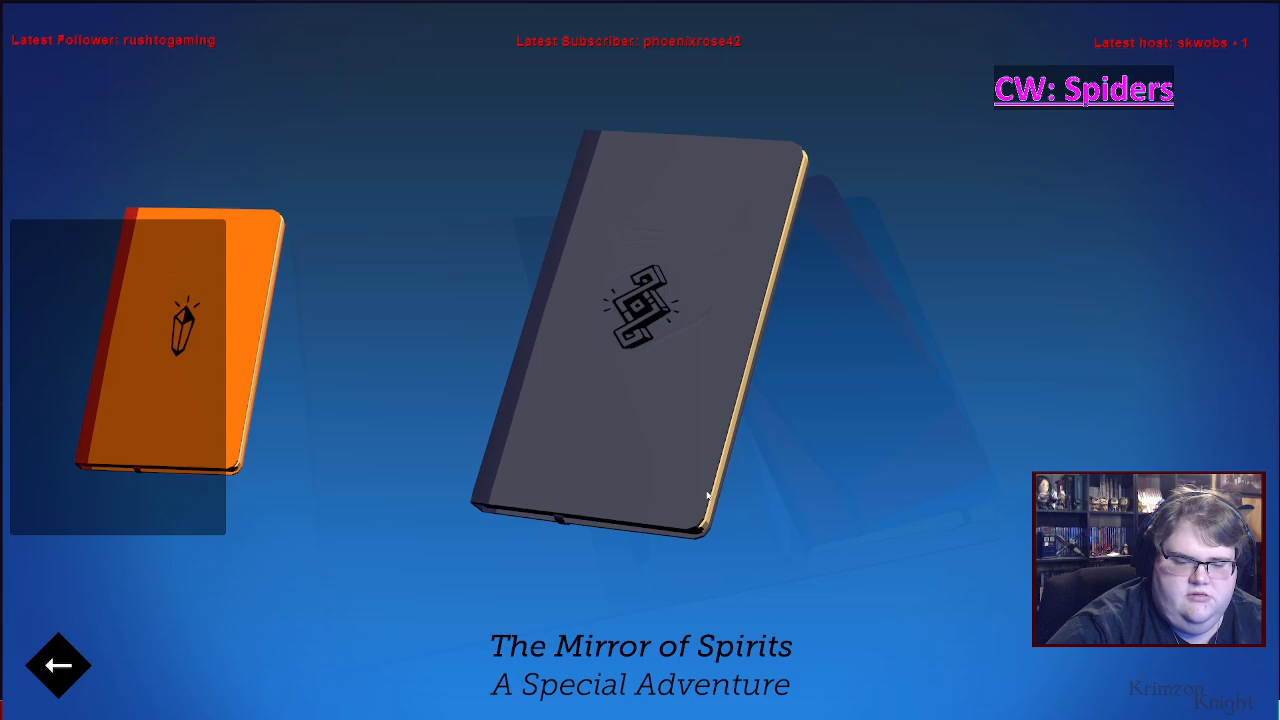 Latest Follower: rushtogaming
Latest Subscriber: phoenixrose42
Latest host: skwobs - 1
CW: Spiders
The Mirror of Spirits
A Special Adventure
Krimzon
Knight